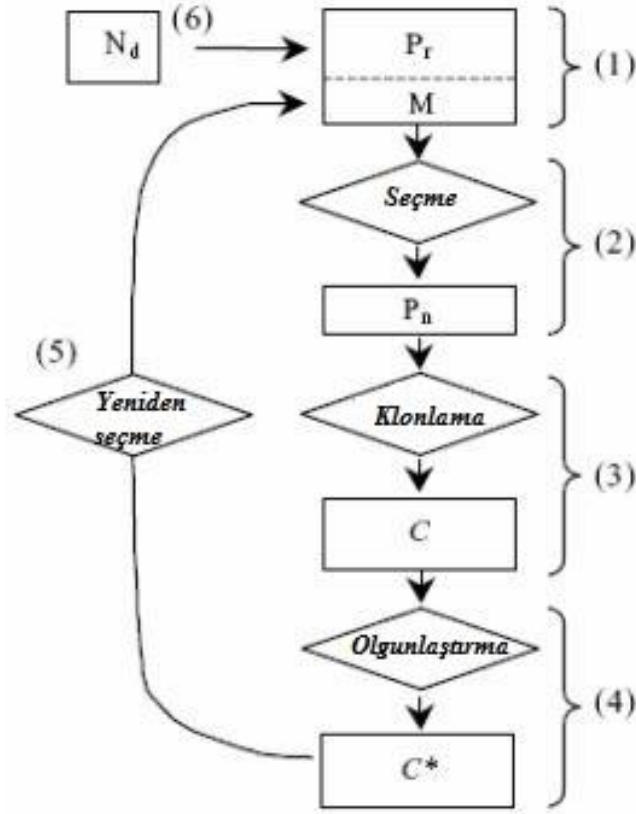 N_d
(6)
P_r
M
(1)
Seçme
(2)
P_n
(5)
Yeniden
seçme
Klonlama
(3)
C
Olgunlaştırma
(4)
C*